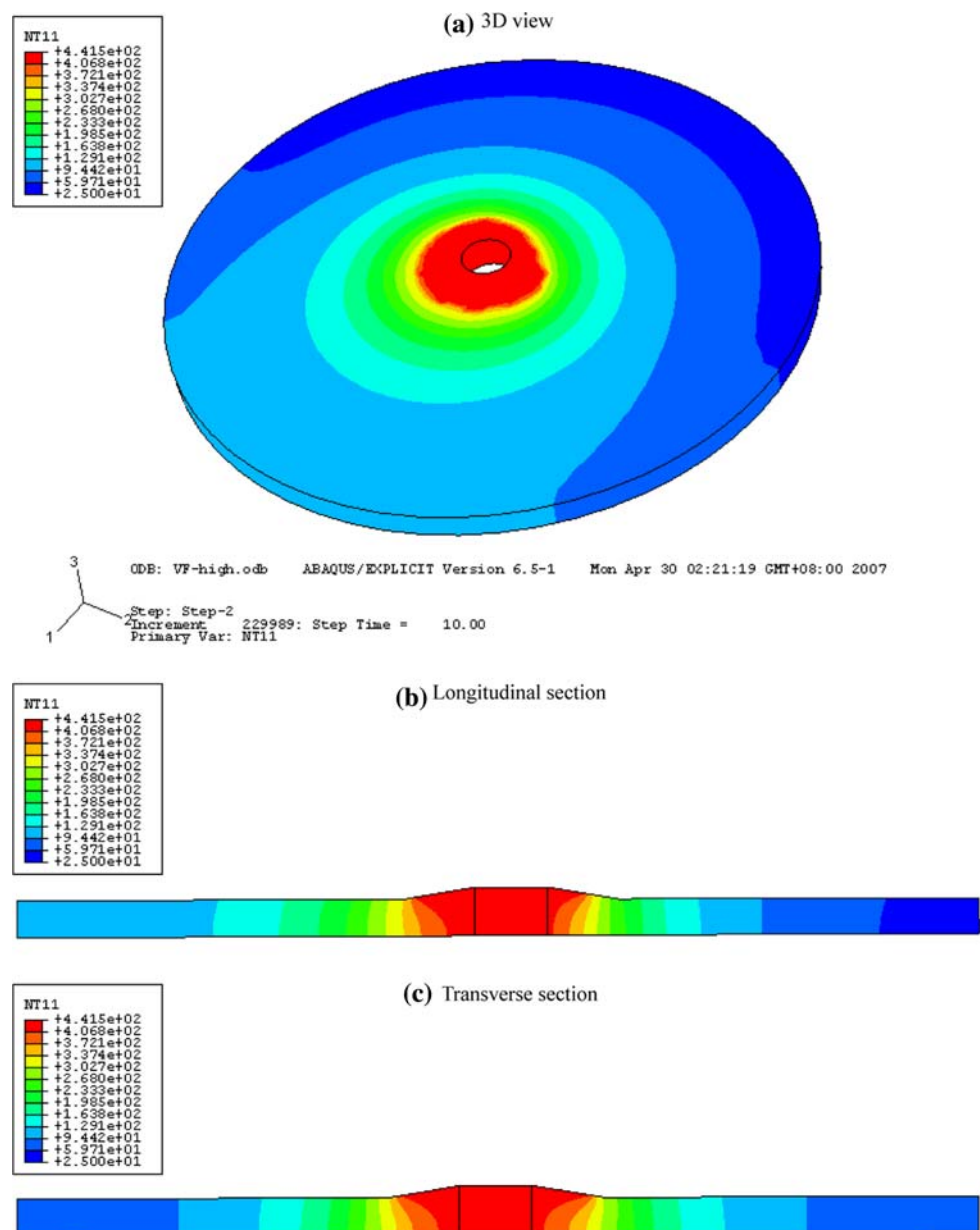 (a) 3D view
NT11
+4.415e+02
+4.068e+02
+3.721e+02
+3.374e+02
+3.027e+02
+2.680e+02
+2.333e+02
+1.985e+02
+1.638e+02
+1.291e+02
+9.442e+01
+5.971e+01
+2.500e+01
3
2
1
ODB: VF-high.odb ABAQUS/EXPLICIT Version 6.5-1 Mon Apr 30 02:21:19 GMT+08:00 2007
Step: Step-2
Increment 229989: Step Time = 10.00
Primary Var: NT11
(b) Longitudinal section
NT11
+4.415e+02
+4.068e+02
+3.721e+02
+3.374e+02
+3.027e+02
+2.680e+02
+2.333e+02
+1.985e+02
+1.638e+02
+1.291e+02
+9.442e+01
+5.971e+01
+2.500e+01
(c) Transverse section
NT11
+4.415e+02
+4.068e+02
+3.721e+02
+3.374e+02
+3.027e+02
+2.680e+02
+2.333e+02
+1.985e+02
+1.638e+02
+1.291e+02
+9.442e+01
+5.971e+01
+2.500e+01